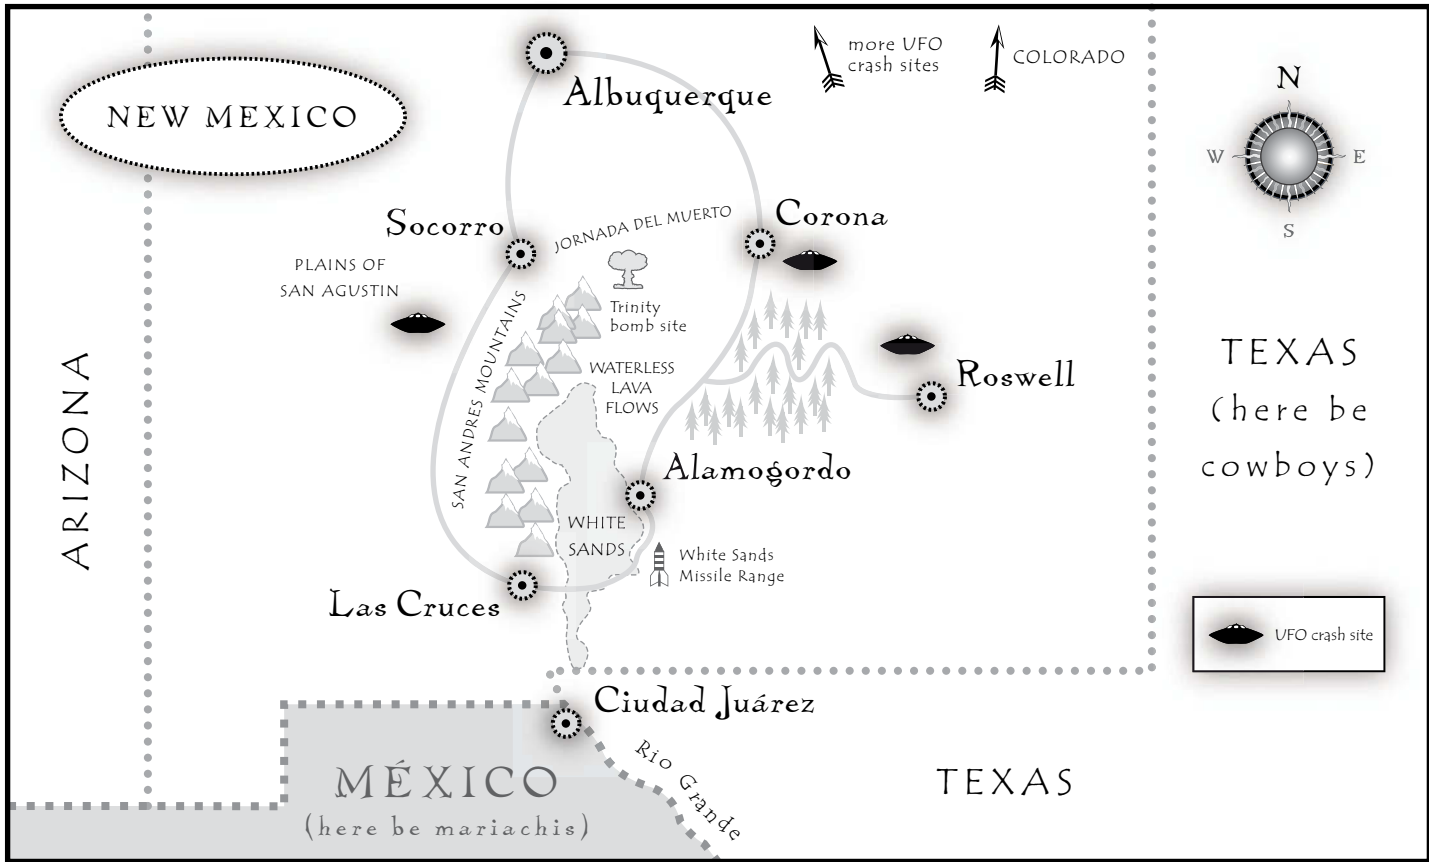 more UFO
crash sites
COLORADO
N
W
E
S
NEW MEXICO
Albuquerque
Socorro
JORNADA DEL MUERTO
Corona
PLAINS OF
SAN AGUSTIN
Trinity
bomb site
SAN ANDRES MOUNTAINS
WATERLESS
LAVA
FLOWS
Roswell
ARIZONA
TEXAS
(here be
cowboys)
Alamogordo
WHITE
SANDS
White Sands
Missile Range
Las Cruces
UFO crash site
Ciudad Juárez
Rio Grande
MÉXICO
(here be mariachis)
TEXAS